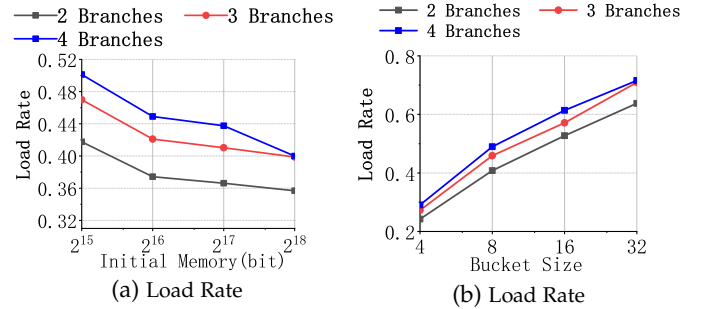 2 Branches 3 Branches
4 Branches
Load Rate
0.52
0.48
0.44
0.40
0.36
0.32
2^15 2^16 2^17 2^18
Initial Memory(bit)
(a) Load Rate
2 Branches 3 Branches
4 Branches
Load Rate
0.8
0.6
0.4
0.2
4 8 16 32
Bucket Size
(b) Load Rate